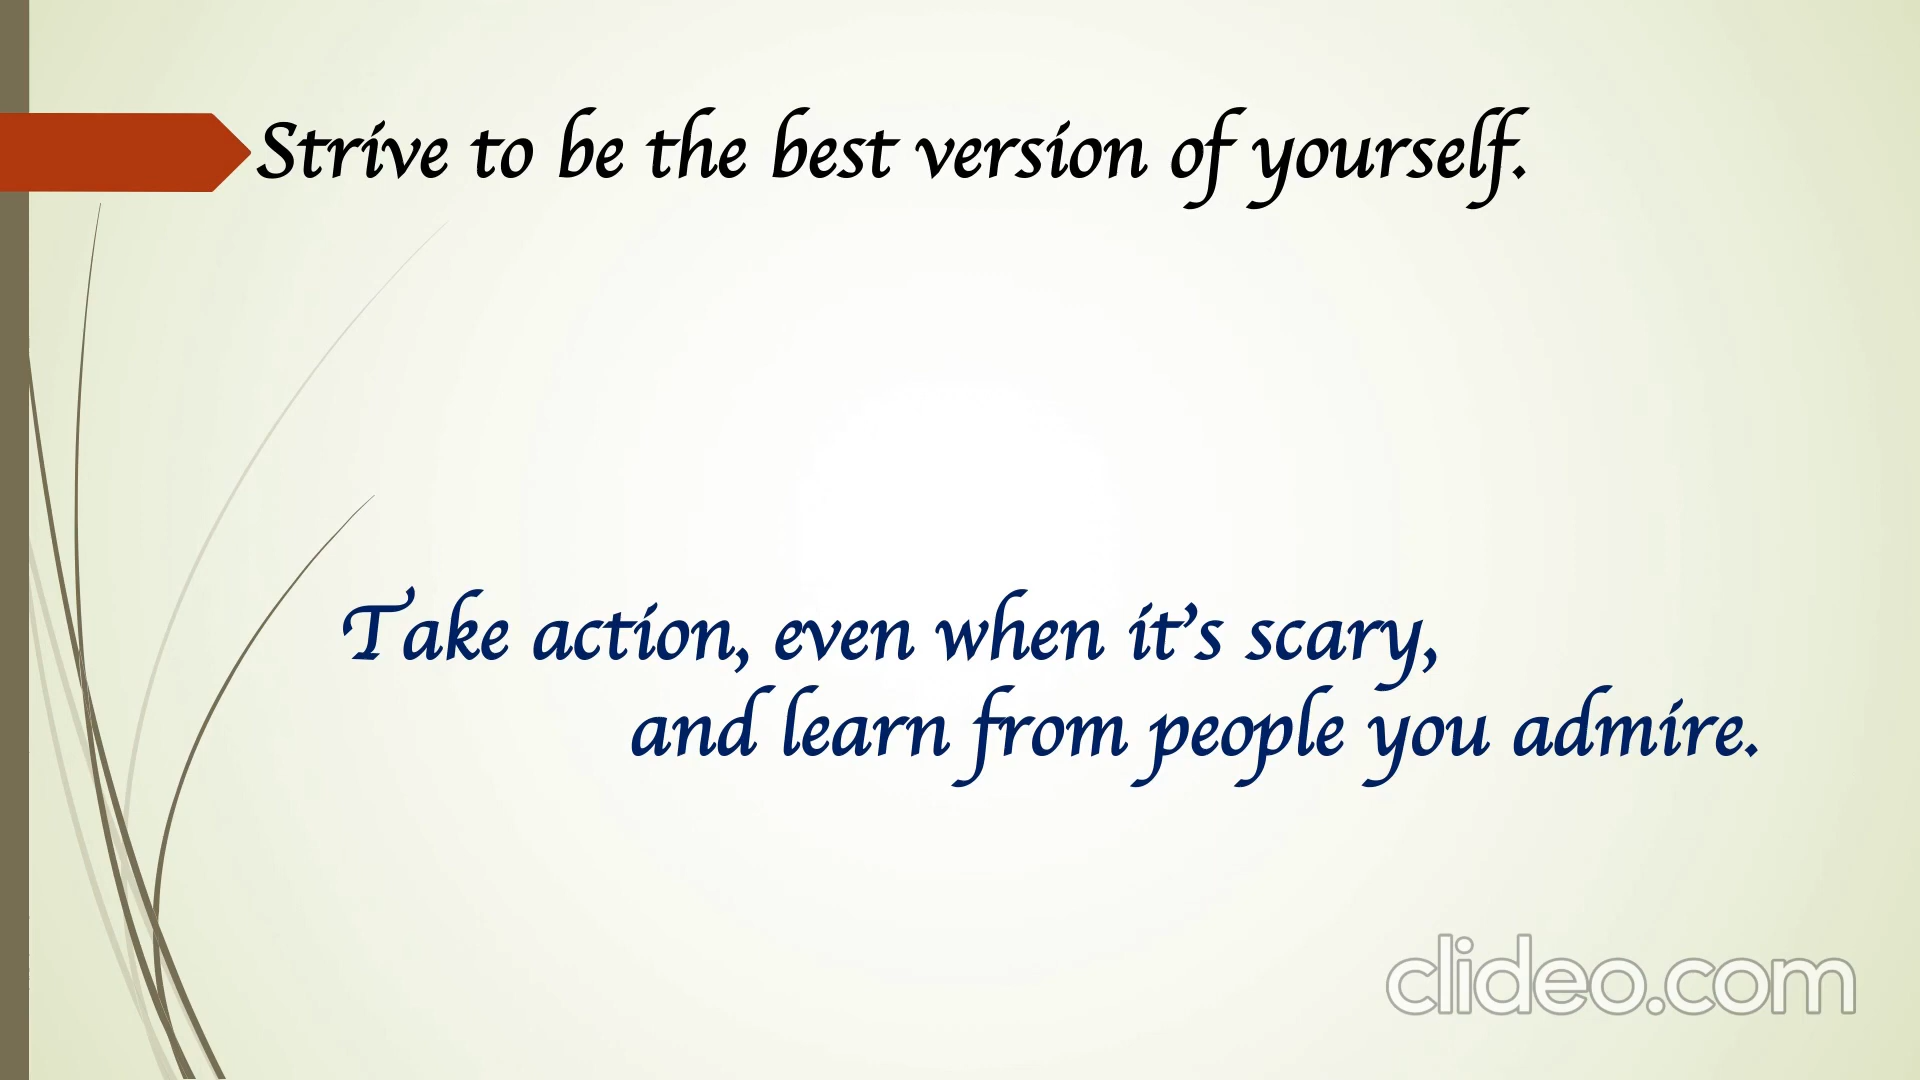 Strive to be the best version of yourself.
Take action, even when it’s scary,
and learn from people you admire.
clideo.com